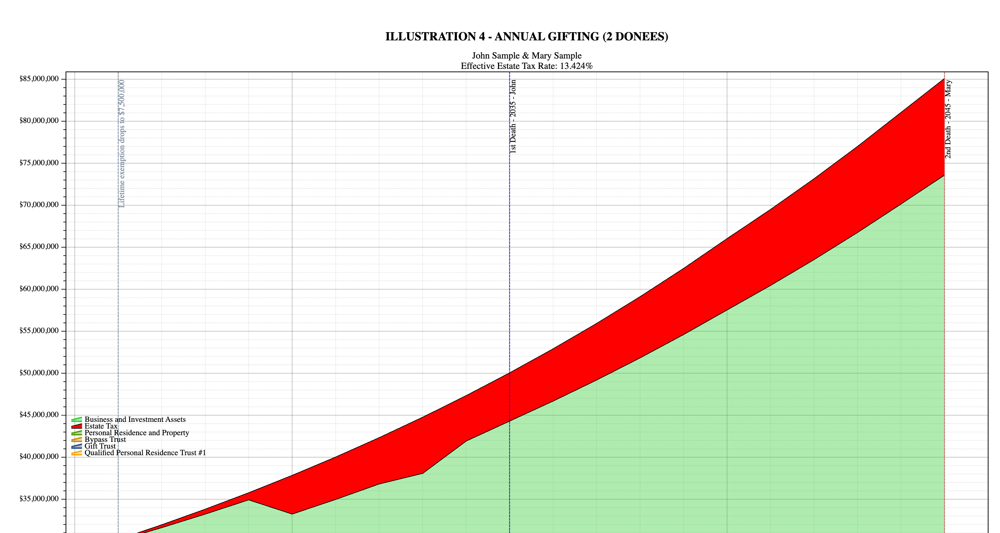 ILLUSTRATION 4 - ANNUAL GIFTING (2 DONEES)
John Sample & Mary Sample
Effective Estate Tax Rate: 13.424%
$85,000,000
$80,000,000
$75,000,000
$70,000,000
$65,000,000
$60,000,000
$55,000,000
$50,000,000
$45,000,000
$40,000,000
$35,000,000
Lifetime exemption drops to $7,500,000
1st Death - 2035 - John
2nd Death - 2045 - Mary
Business and Investment Assets
Estate Tax
Personal Residence and Property
Bypass Trust
Gift Trust
Qualified Personal Residence Trust #1